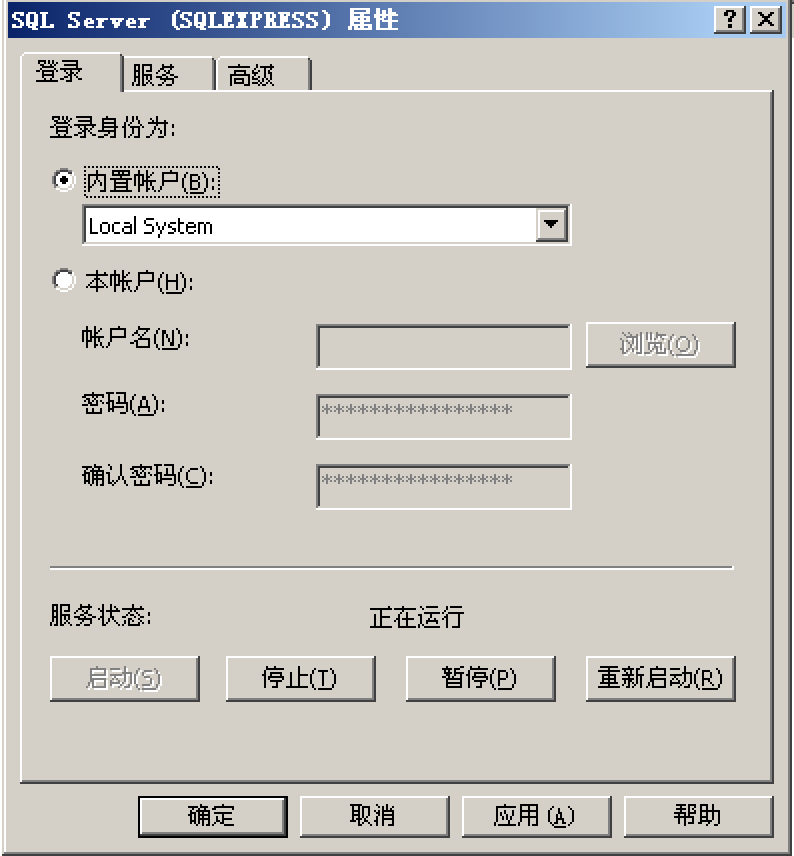 SQL Server (SQLEXPRESS) 属性
登录 服务 高级
登录身份为:
内置帐户(B):
Local System
本帐户(H):
帐户名(N): 浏览(O)
密码(A): ****************
确认密码(C): ****************
服务状态: 正在运行
启动(S) 停止(T) 暂停(P) 重新启动(R)
确定 取消 应用(A) 帮助